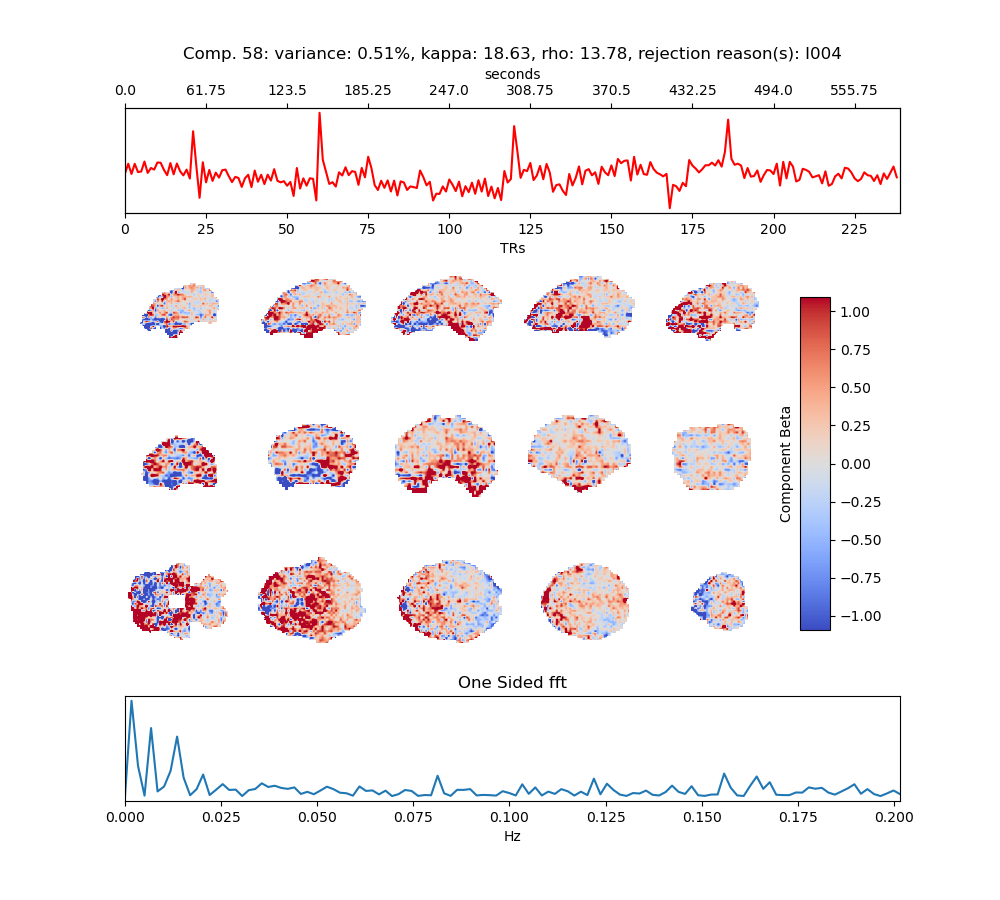 Comp. 58: variance: 0.51%, kappa: 18.63, rho: 13.78, rejection reason(s): I004
seconds
0.0 61.75 123.5 185.25 247.0 308.75 370.5 432.25 494.0 555.75
0 25 50 75 100 125 150 175 200 225
TRs
1.00
0.75
0.50
0.25
0.00
−0.25
−0.50
−0.75
−1.00
Component Beta
One Sided fft
0.000 0.025 0.050 0.075 0.100 0.125 0.150 0.175 0.200
Hz